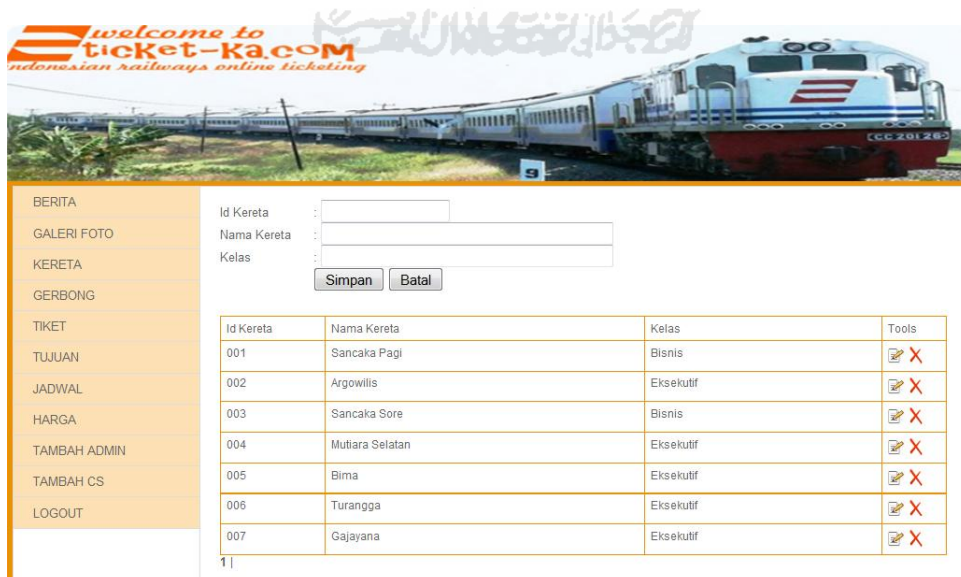 welcome to
ticket-ka.com
ndonesian railways online ticketing
CC 201 26
9
BERITA
GALERI FOTO
KERETA
GERBONG
TIKET
TUJUAN
JADWAL
HARGA
TAMBAH ADMIN
TAMBAH CS
LOGOUT
Id Kereta :
Nama Kereta :
Kelas :
Simpan Batal
Id Kereta Nama Kereta Kelas Tools
001 Sancaka Pagi Bisnis
002 Argowilis Eksekutif
003 Sancaka Sore Bisnis
004 Mutiara Selatan Eksekutif
005 Bima Eksekutif
006 Turangga Eksekutif
007 Gajayana Eksekutif
1 |